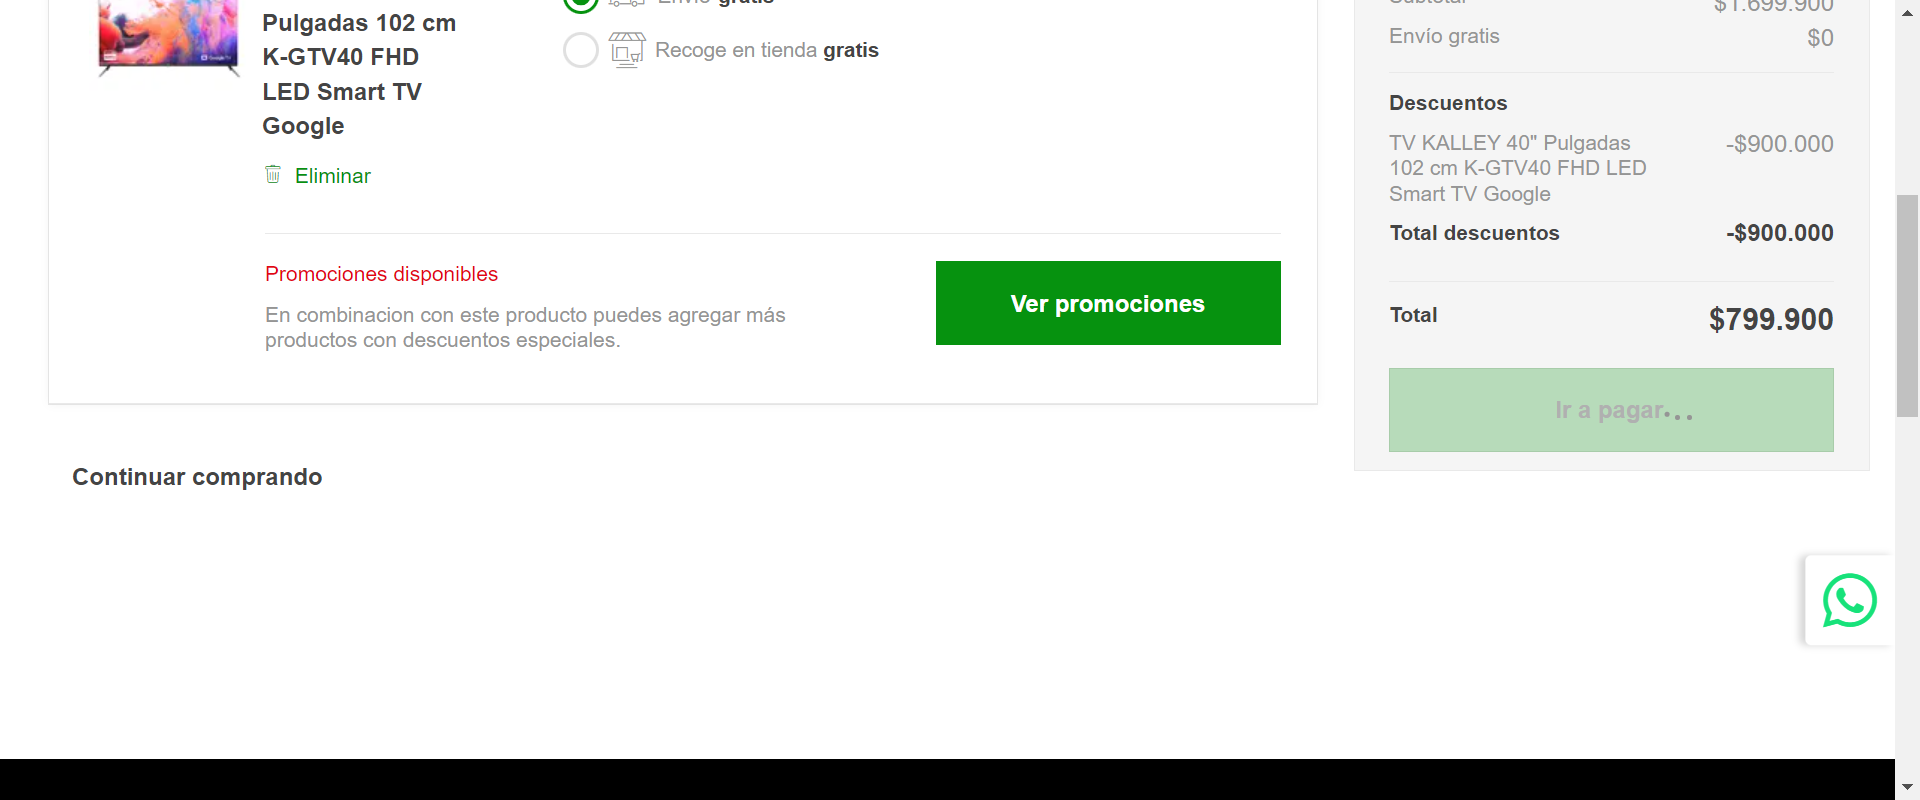 Pulgadas 102 cm
K-GTV40 FHD
LED Smart TV
Google
Eliminar
Envío gratis
Recoge en tienda gratis
Promociones disponibles
En combinacion con este producto puedes agregar más
productos con descuentos especiales.
Ver promociones
Continuar comprando
Subtotal $1.699.900
Envío gratis $0
Descuentos
TV KALLEY 40" Pulgadas -$900.000
102 cm K-GTV40 FHD LED
Smart TV Google
Total descuentos -$900.000
Total $799.900
Ir a pagar...